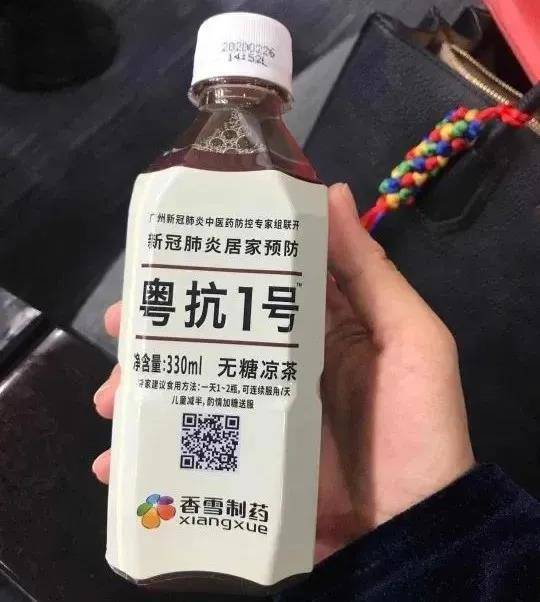 20200226
14:52L
广州新冠肺炎中医药防控专家组联开
新冠肺炎居家预防
粤抗1号™
净含量:330ml 无糖凉茶
专家建议食用方法:一天1~2瓶,可连续服用/天
儿童减半,酌情加糖送服
香雪制药
xiangxue